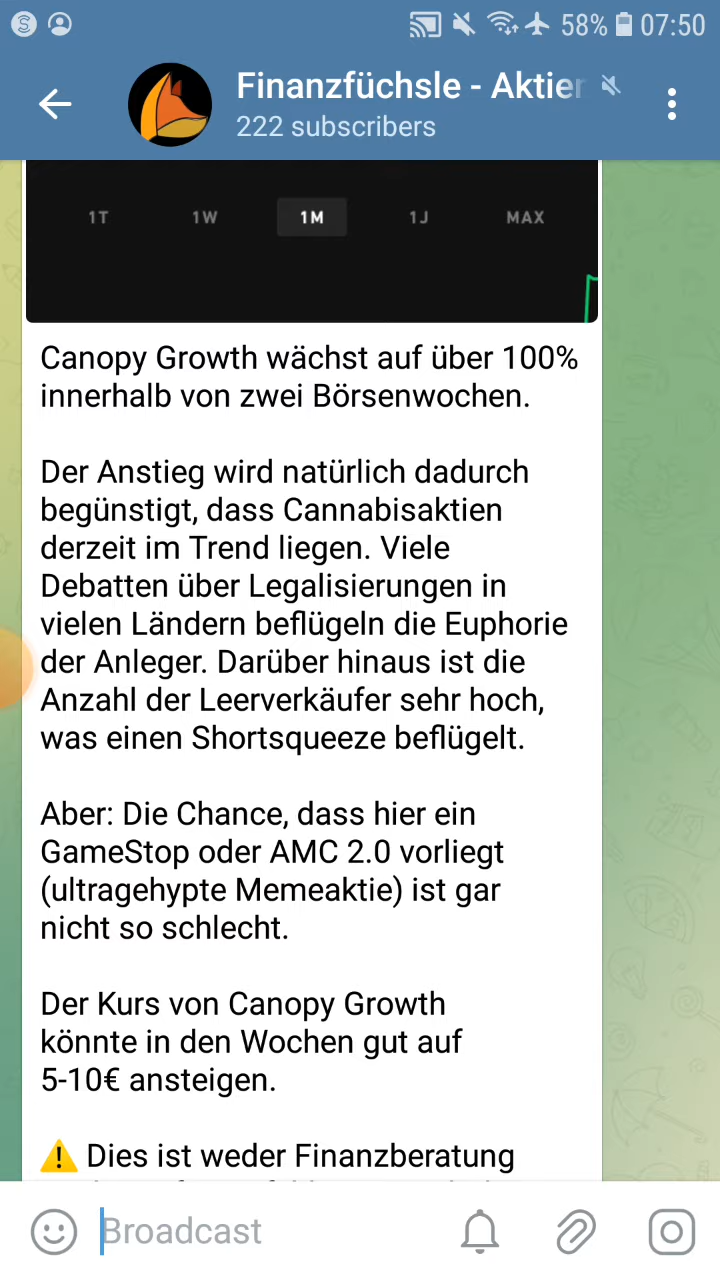 58% 07:50
Finanzfüchsle - Aktien
222 subscribers
1T 1W 1M 1J MAX
Canopy Growth wächst auf über 100%
innerhalb von zwei Börsenwochen.
Der Anstieg wird natürlich dadurch
begünstigt, dass Cannabisaktien
derzeit im Trend liegen. Viele
Debatten über Legalisierungen in
vielen Ländern beflügeln die Euphorie
der Anleger. Darüber hinaus ist die
Anzahl der Leerverkäufer sehr hoch,
was einen Shortsqueeze beflügelt.
Aber: Die Chance, dass hier ein
GameStop oder AMC 2.0 vorliegt
(ultragehypte Memeaktie) ist gar
nicht so schlecht.
Der Kurs von Canopy Growth
könnte in den Wochen gut auf
5-10€ ansteigen.
⚠️ Dies ist weder Finanzberatung
Broadcast